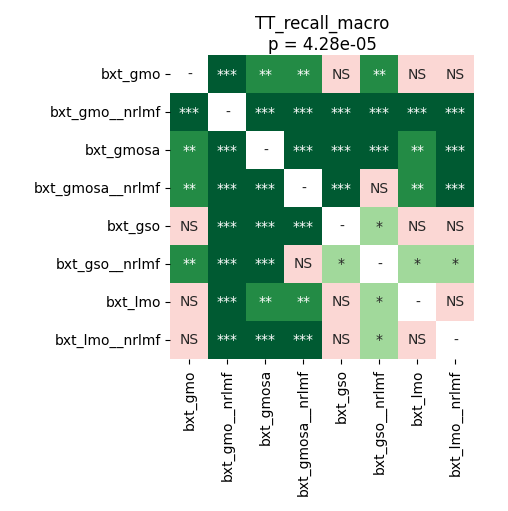 TT_recall_macro
p = 4.28e-05
bxt_gmo - *** ** ** NS ** NS NS
bxt_gmo__nrlmf *** - *** *** *** *** *** ***
bxt_gmosa ** *** - *** *** *** ** ***
bxt_gmosa__nrlmf ** *** *** - *** NS ** ***
bxt_gso NS *** *** *** - * NS NS
bxt_gso__nrlmf ** *** *** NS * - * *
bxt_lmo NS *** ** ** NS * - NS
bxt_lmo__nrlmf NS *** *** *** NS * NS -
bxt_gmo
bxt_gmo__nrlmf
bxt_gmosa
bxt_gmosa__nrlmf
bxt_gso
bxt_gso__nrlmf
bxt_lmo
bxt_lmo__nrlmf